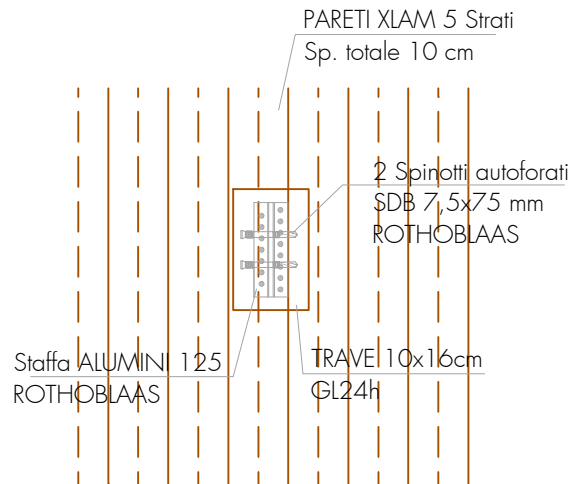 PARETI XLAM 5 Strati
Sp. totale 10 cm
2 Spinotti autoforati
SDB 7,5x75 mm
ROTHOBLAAS
Staffa ALUMINI 125
ROTHOBLAAS
TRAVE 10x16cm
GL24h